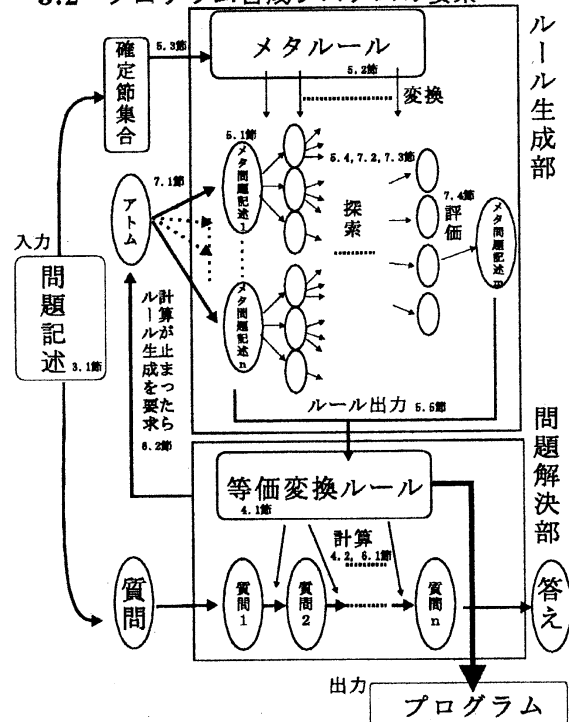 メタルール
5.2節
確定節集合
5.3節
変換
ルール生成部
5.1節
メタ問題記述1
5.4, 7.2, 7.3節
7.1節
アトム
探索
7.4節
評価
メタ問題記述m
入力
問題記述 3.1節
メタ問題記述n
計算が止まったら
ルール生成を要求
6.2節
ルール出力 5.5節
問題解決部
等価変換ルール
4.1節
計算
4.2, 6.1節
質問
質問1
質問2
質問n
答え
出力
プログラム